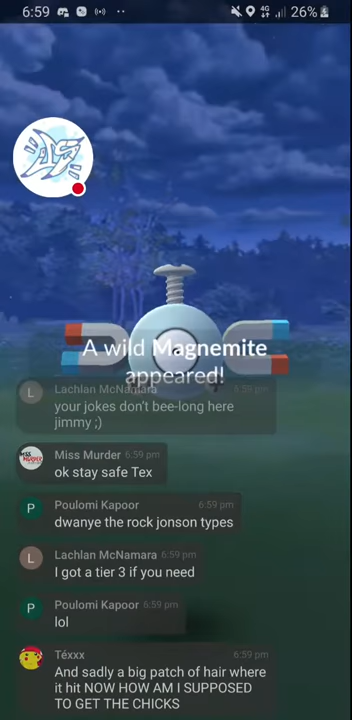 6:59
4G
26%
A wild Magnemite
appeared!
L
Lachlan McNamara 6:59 pm
your jokes don't bee-long here
jimmy ;)
Miss Murder 6:59 pm
ok stay safe Tex
P
Poulomi Kapoor 6:59 pm
dwanye the rock jonson types
L
Lachlan McNamara 6:59 pm
I got a tier 3 if you need
P
Poulomi Kapoor 6:59 pm
lol
Téxxx 6:59 pm
And sadly a big patch of hair where
it hit NOW HOW AM I SUPPOSED
TO GET THE CHICKS